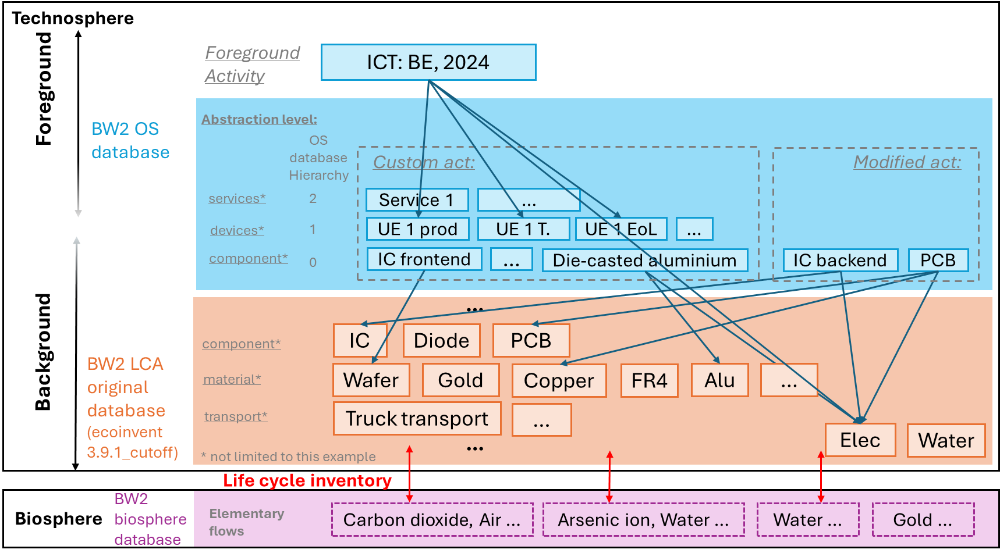 Technosphere
Foreground
Foreground
Activity
ICT: BE, 2024
BW2 OS
database
Abstraction level:
OS
database
Hierarchy
Custom act:
Modified act:
services*
2
Service 1
...
devices*
1
UE 1 prod
UE 1 T.
UE 1 EoL
...
component*
0
IC frontend
...
Die-casted aluminium
IC backend
PCB
Background
BW2 LCA
original
database
(ecoinvent
3.9.1_cutoff)
...
component*
IC
Diode
PCB
material*
Wafer
Gold
Copper
FR4
Alu
...
transport*
Truck transport
...
Elec
Water
...
* not limited to this example
Life cycle inventory
Biosphere
BW2
biosphere
database
Elementary
flows
Carbon dioxide, Air ...
Arsenic ion, Water ...
Water ...
Gold ...